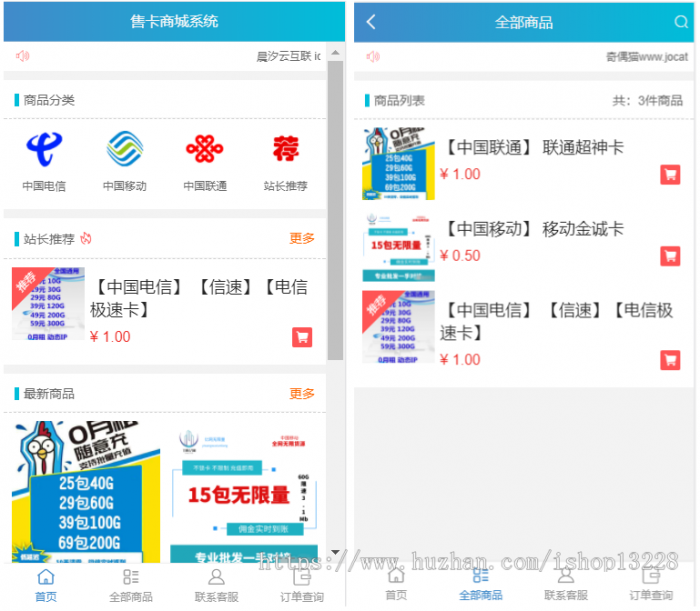 售卡商城系统
晨汐云互联
商品分类
中国电信
中国移动
中国联通
荐
站长推荐
站长推荐
更多
推荐
全国通用
19元 10G
29元 30G
29元 80G
39元 120G
49元 200G
59元 300G
0月租 动态IP
【中国电信】 【信速】 【电信
极速卡】
¥ 1.00
最新商品
更多
0月租
随意充
25包40G
29包60G
39包100G
69包200G
15包无限量
佣金实时到账
专业批发一手对接
首页
全部商品
联系客服
订单查询
全部商品
奇偶猫www.jocat
商品列表
共：3件商品
25包40G
29包60G
39包100G
69包200G
【中国联通】 联通超神卡
¥ 1.00
15包无限量
专业批发一手对接
【中国移动】 移动金诚卡
¥ 0.50
推荐
29元 30G
29元 80G
39元 120G
49元 200G
59元 300G
0月租 动态IP
【中国电信】 【信速】 【电信极
速卡】
¥ 1.00
首页
全部商品
联系客服
订单查询
https://www.huzhan.com/ishop13228